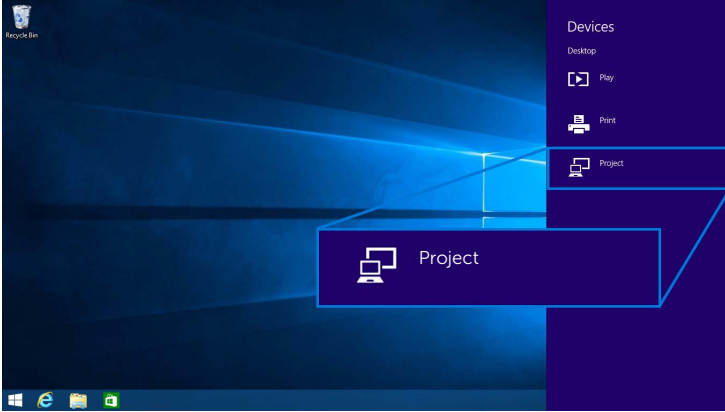 Recycle Bin
Devices
Desktop
Play
Print
Project
Project